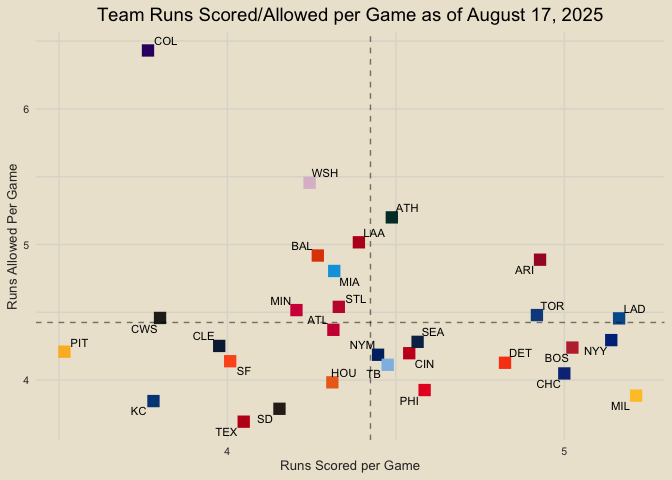 Team Runs Scored/Allowed per Game as of August 17, 2025
COL
6
WSH
ATH
LAA
5
BAL
ARI
MIA
MIN
STL
TOR
LAD
ATL
CWS
PIT
CLE
NYM
SEA
SF
TB
CIN
DET
BOS
NYY
HOU
4
CHC
KC
PHI
MIL
SD
TEX
4
5
Runs Allowed Per Game
Runs Scored per Game